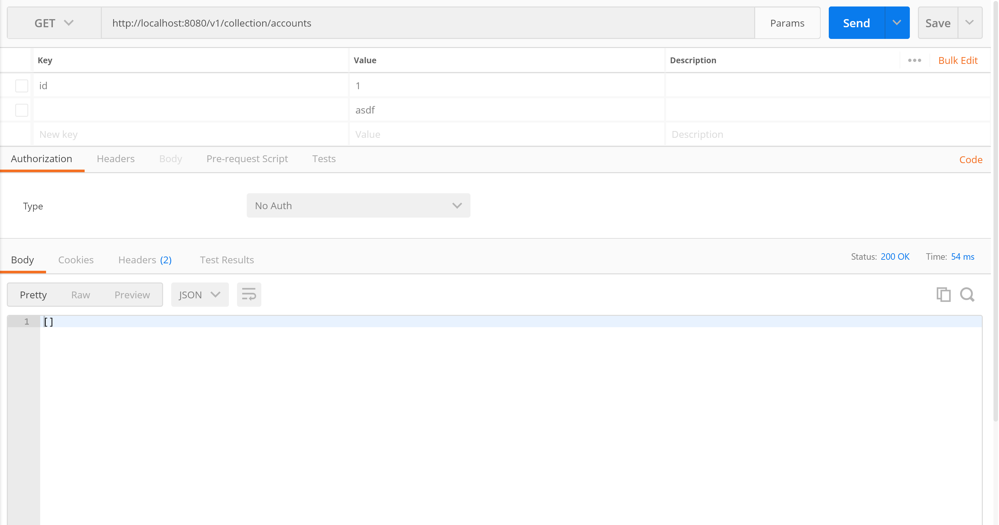 GET http://localhost:8080/v1/collection/accounts Params Send Save
Key Value Description Bulk Edit
id 1
asdf
New key Value Description
Authorization Headers Body Pre-request Script Tests Code
Type No Auth
Body Cookies Headers (2) Test Results Status: 200 OK Time: 54 ms
Pretty Raw Preview JSON
1 []